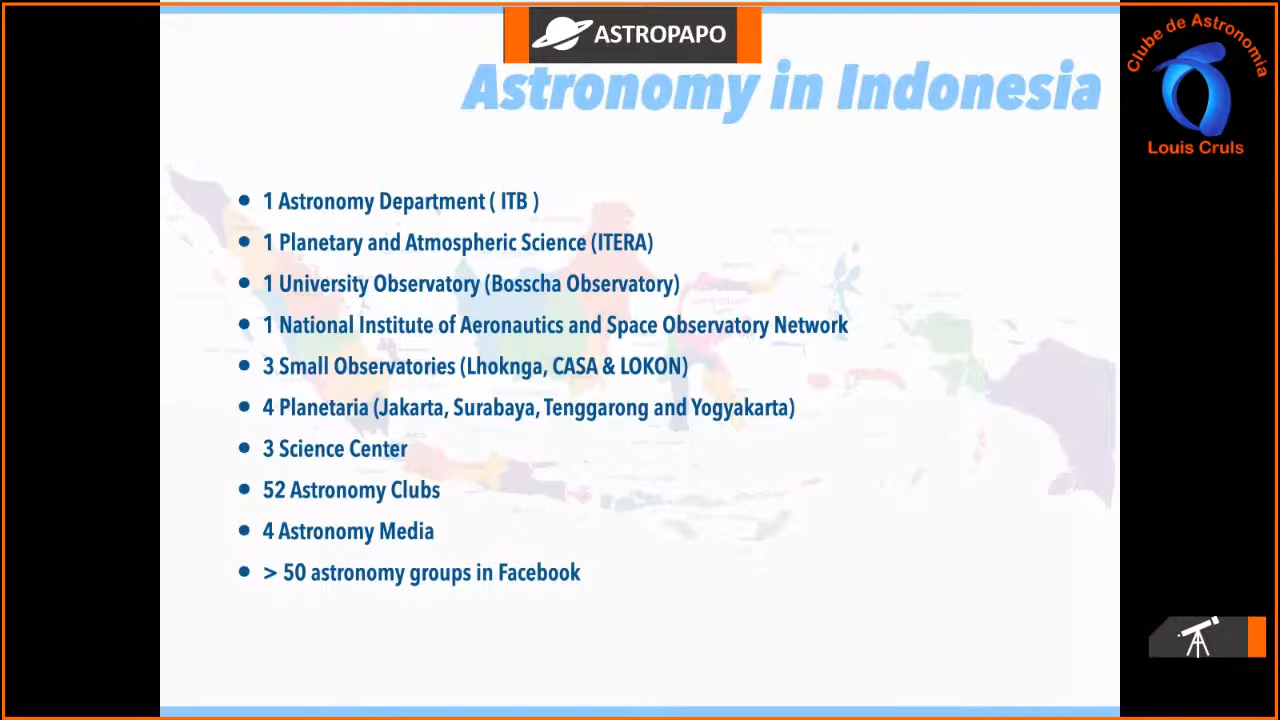 ASTROPAPO
Clube de Astronomia
Louis Cruls
Astronomy in Indonesia
1 Astronomy Department ( ITB )
1 Planetary and Atmospheric Science (ITERA)
1 University Observatory (Bosscha Observatory)
1 National Institute of Aeronautics and Space Observatory Network
3 Small Observatories (Lhoknga, CASA & LOKON)
4 Planetaria (Jakarta, Surabaya, Tenggarong and Yogyakarta)
3 Science Center
52 Astronomy Clubs
4 Astronomy Media
> 50 astronomy groups in Facebook